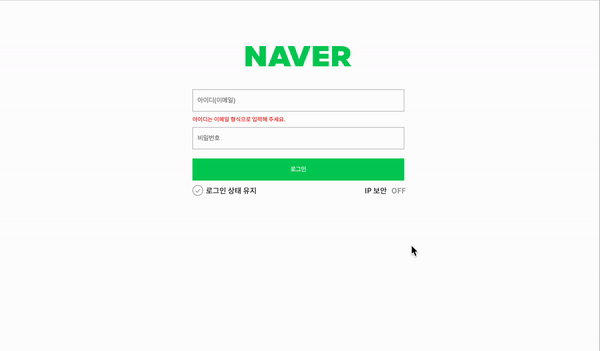 NAVER
아이디(이메일)
아이디는 이메일 형식으로 입력해 주세요.
비밀번호
로그인
로그인 상태 유지
IP 보안 OFF